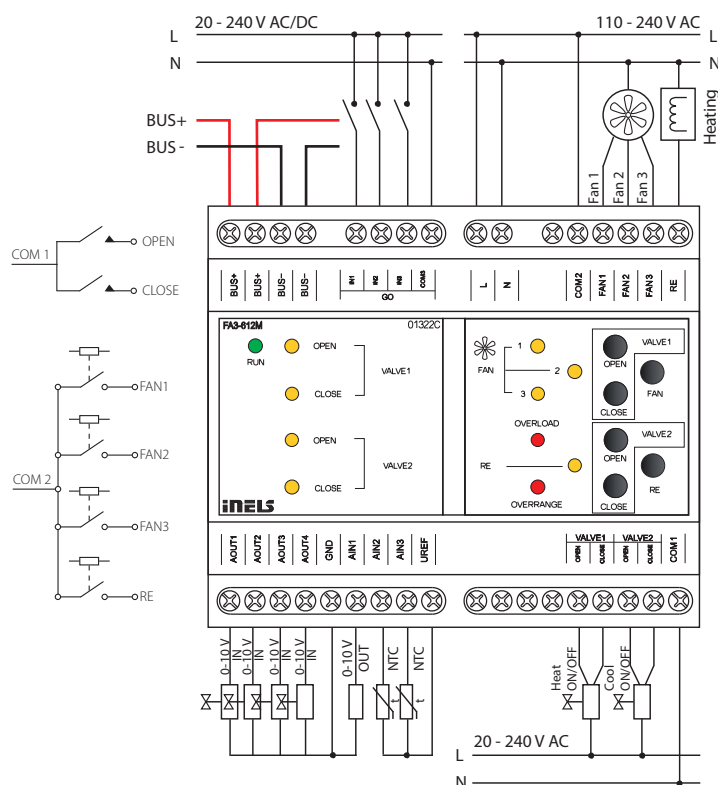 20 - 240 V AC/DC
110 - 240 V AC
L
L
N
N
BUS+
BUS -
Fan 1
Fan 2
Fan 3
Heating
COM 1
OPEN
CLOSE
BUS+
BUS+
BUS-
BUS-
IN1
IN2
IN3
COM3
GO
L
N
COM2
FAN1
FAN2
FAN3
RE
FA3-612M
01322C
RUN
OPEN
CLOSE
VALVE1
OPEN
CLOSE
VALVE2
iNELS
FAN
1
2
3
OVERLOAD
RE
OVERRANGE
VALVE1
OPEN
FAN
CLOSE
VALVE2
OPEN
RE
CLOSE
FAN1
FAN2
COM 2
FAN3
RE
AOUT1
AOUT2
AOUT3
AOUT4
GND
AIN1
AIN2
AIN3
UREF
VALVE1
VALVE2
OPEN
CLOSE
OPEN
CLOSE
COM1
0-10 V
IN
0-10 V
IN
0-10 V
IN
0-10 V
IN
0-10 V
OUT
NTC
NTC
t
t
Heat
ON/OFF
Cool
ON/OFF
20 - 240 V AC
L
N